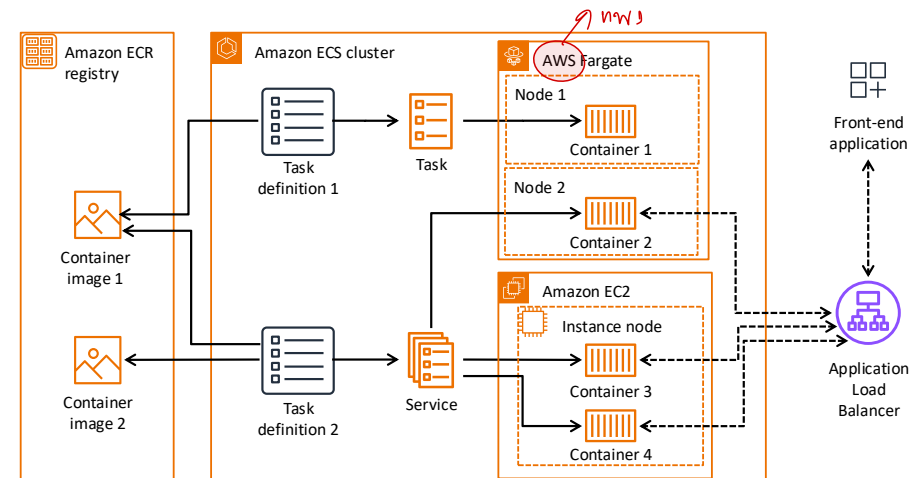 Amazon ECR
registry
Amazon ECS cluster
AWS Fargate
Node 1
Container 1
Node 2
Container 2
Task
definition 1
Task
Container
image 1
Container
image 2
Task
definition 2
Service
Amazon EC2
Instance node
Container 3
Container 4
Front-end
application
Application
Load
Balancer